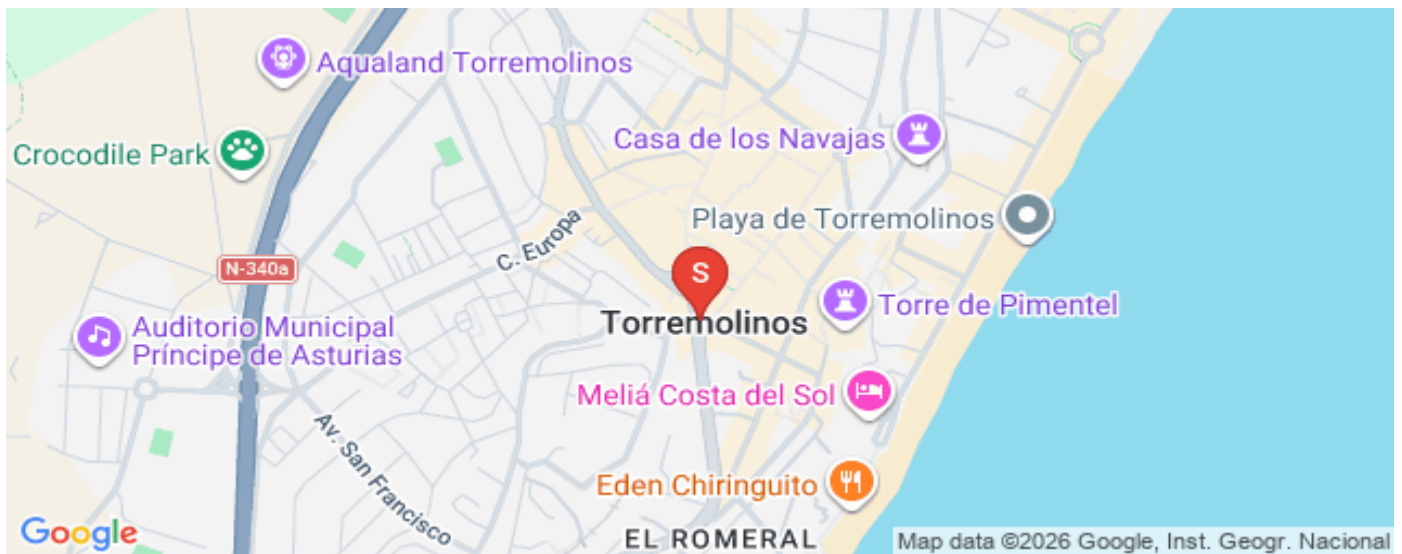 Aqualand Torremolinos
Crocodile Park
Casa de los Navajas
Playa de Torremolinos
C. Europa
N-340a
S
Torremolinos
Torre de Pimentel
Auditorio Municipal
Príncipe de Asturias
Meliá Costa del Sol
Av. San Francisco
Eden Chiringuito
EL ROMERAL
Google
Map data ©2026 Google, Inst. Geogr. Nacional